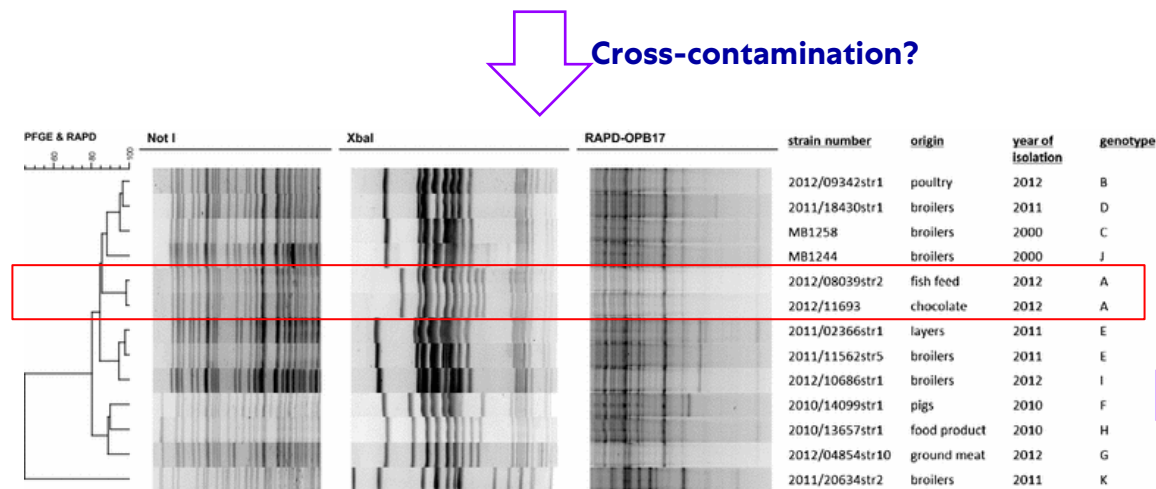 Cross-contamination?
PFGE & RAPD Not I XbaI RAPD-OPB17 strain number origin year of isolation genotype
60 80 100
2012/09342str1 poultry 2012 B
2011/18430str1 broilers 2011 D
MB1258 broilers 2000 C
MB1244 broilers 2000 J
2012/08039str2 fish feed 2012 A
2012/11693 chocolate 2012 A
2011/02366str1 layers 2011 E
2011/11562str5 broilers 2011 E
2012/10686str1 broilers 2012 I
2010/14099str1 pigs 2010 F
2010/13657str1 food product 2010 H
2012/04854str10 ground meat 2012 G
2011/20634str2 broilers 2011 K